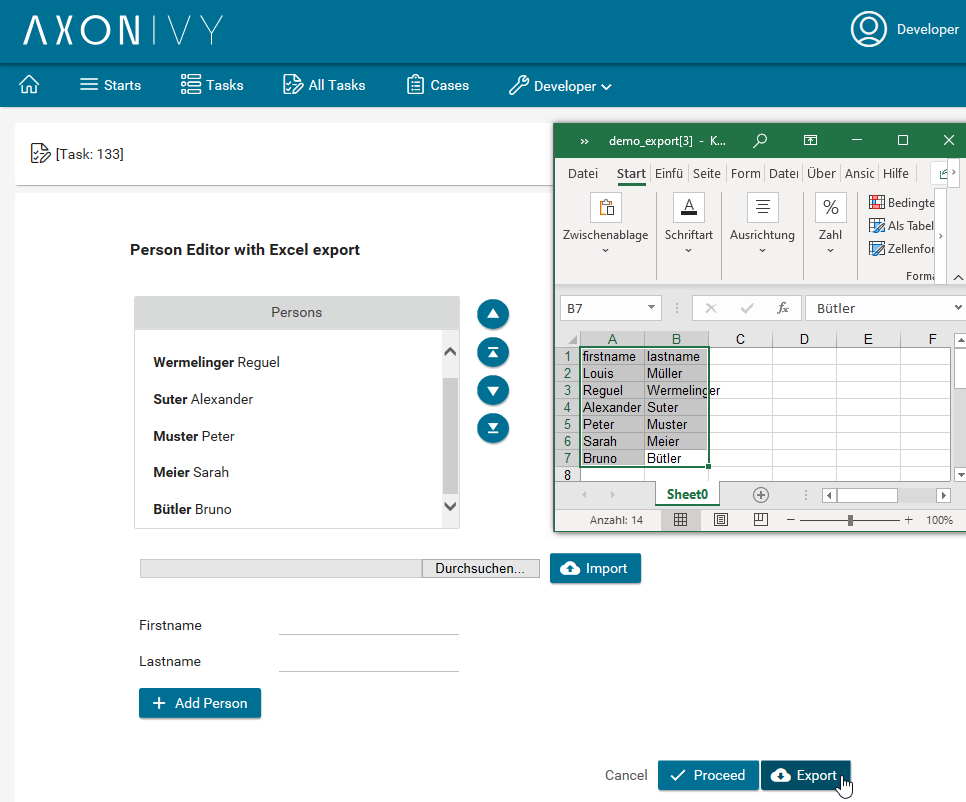 AXONIVY
Developer
Starts
Tasks
All Tasks
Cases
Developer
[Task: 133]
Person Editor with Excel export
Persons
Wermelinger Reguel
Suter Alexander
Muster Peter
Meier Sarah
Bütler Bruno
Durchsuchen...
Import
Firstname
Lastname
+ Add Person
Cancel
Proceed
Export
» demo_export[3] - K...
Datei Start Einfü Seite Form Datei Über Ansic Hilfe
Zwischenablage
Schriftart
Ausrichtung
% Zahl
Bedingte
Als Tabel
Zellenfor
Forma
B7 fx Bütler
A B C D E F
1 firstname lastname
2 Louis Müller
3 Reguel Wermelinger
4 Alexander Suter
5 Peter Muster
6 Sarah Meier
7 Bruno Bütler
8
Sheet0
Anzahl: 14 100%